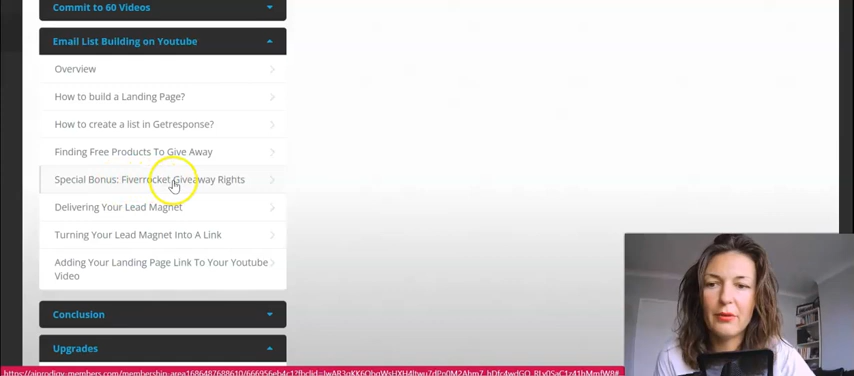 Commit to 60 Videos
Email List Building on Youtube
Overview
How to build a Landing Page?
How to create a list in Getresponse?
Finding Free Products To Give Away
Special Bonus: Fiverrocket Giveaway Rights
Delivering Your Lead Magnet
Turning Your Lead Magnet Into A Link
Adding Your Landing Page Link To Your Youtube
Video
Conclusion
Upgrades